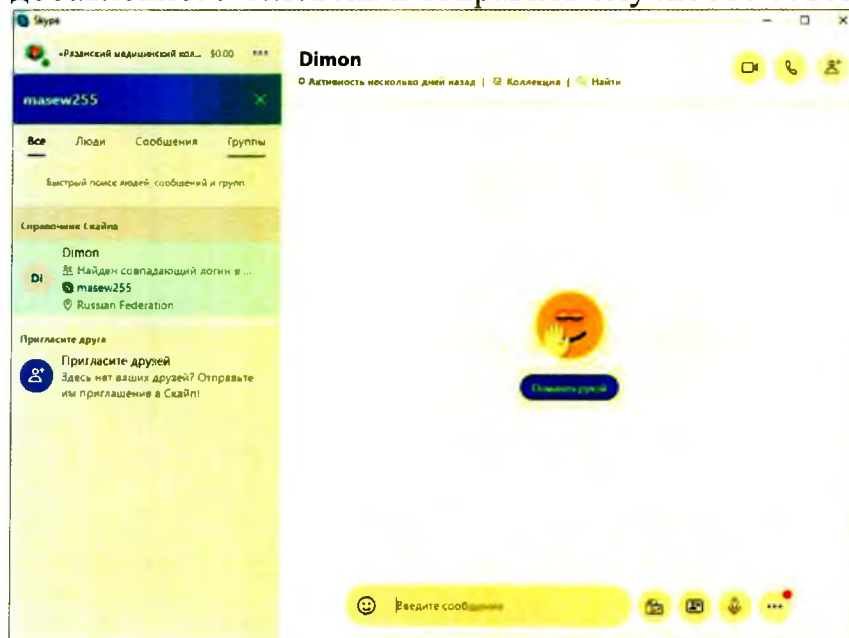 Skype
«Рязанский медицинский кол... $0.00
masew255
Все Люди Сообщения Группы
Быстрый поиск людей, сообщений и групп
Справочник Скайпа
Di
Dimon
Найден совпадающий логин в ...
masew255
Russian Federation
Пригласите друга
Пригласите друзей
Здесь нет ваших друзей? Отправьте
им приглашение в Скайп!
Dimon
Активность несколько дней назад | Коллекция | Найти
Помахать рукой
Введите сообщение